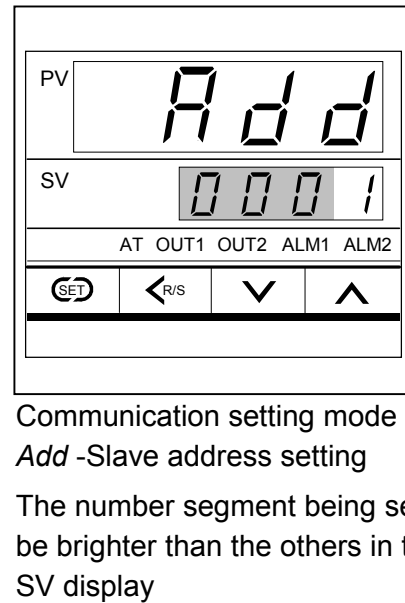 PV
Add
SV
0001
AT OUT1 OUT2 ALM1 ALM2
SET R/S
Communication setting mode
Add -Slave address setting
The number segment being se
be brighter than the others in t
SV display